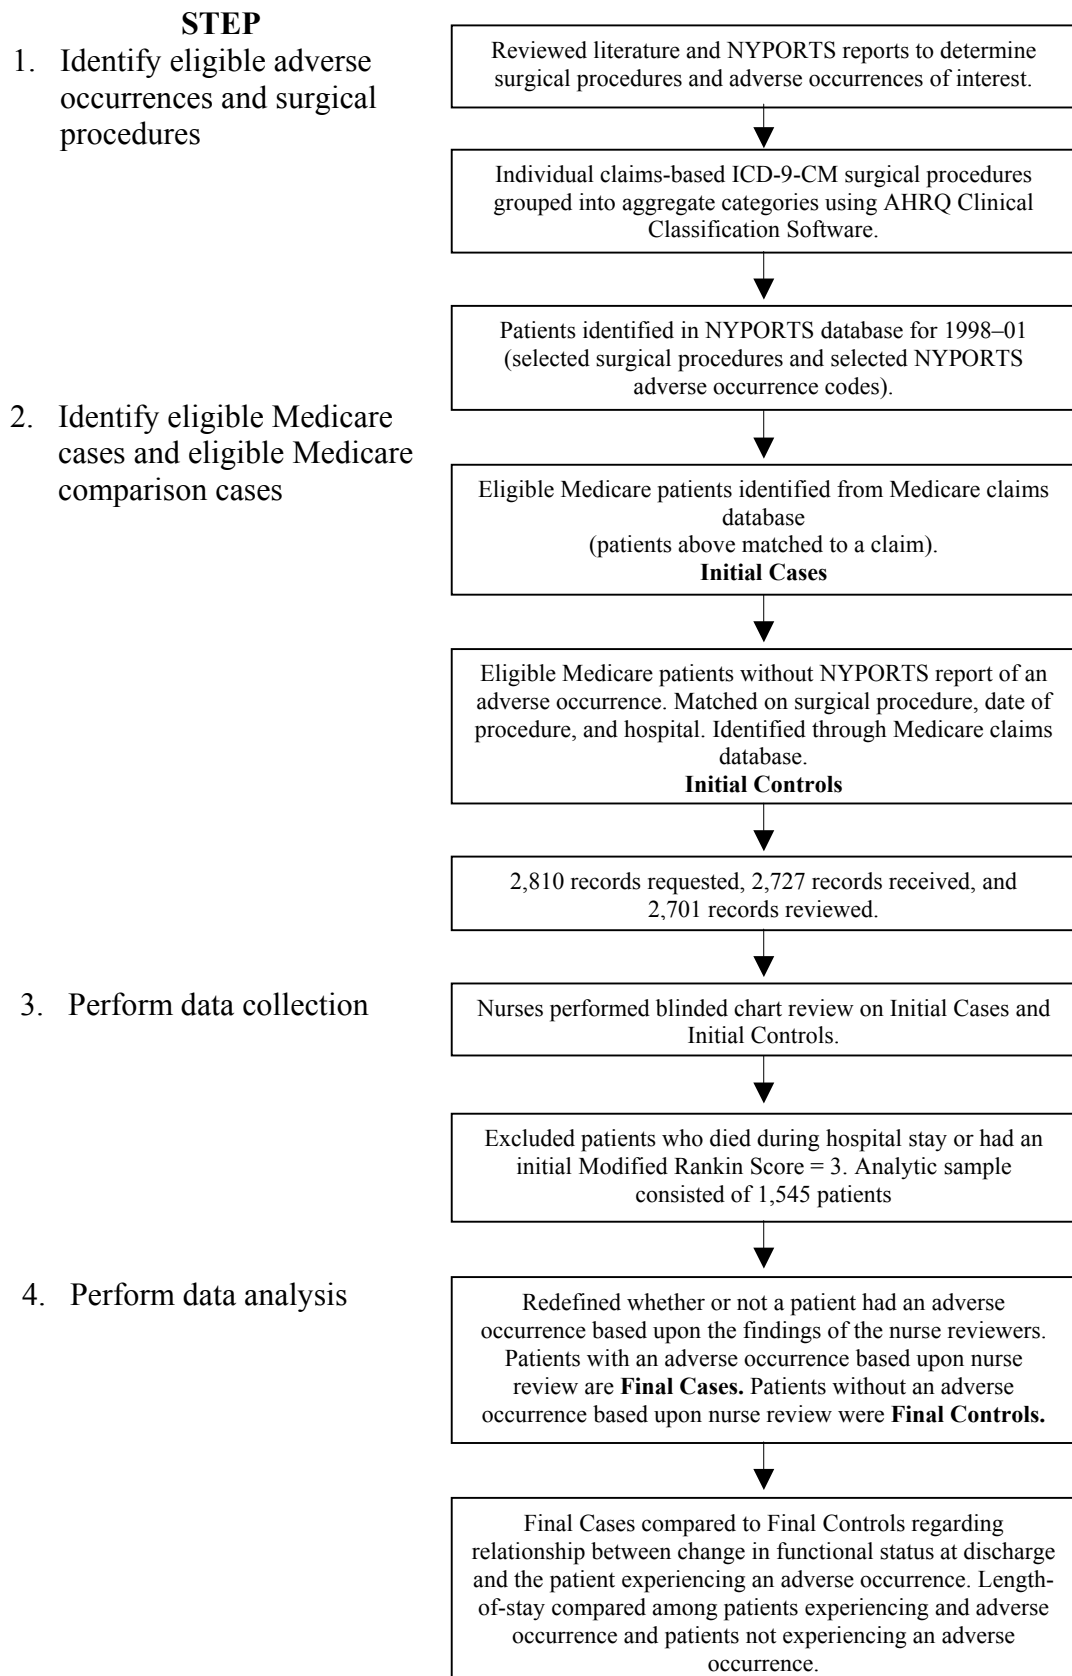 STEP
1. Identify eligible adverse
occurrences and surgical
procedures
Reviewed literature and NYPORTS reports to determine
surgical procedures and adverse occurrences of interest.
Individual claims-based ICD-9-CM surgical procedures
grouped into aggregate categories using AHRQ Clinical
Classification Software.
Patients identified in NYPORTS database for 1998–01
(selected surgical procedures and selected NYPORTS
adverse occurrence codes).
2. Identify eligible Medicare
cases and eligible Medicare
comparison cases
Eligible Medicare patients identified from Medicare claims
database
(patients above matched to a claim).
Initial Cases
Eligible Medicare patients without NYPORTS report of an
adverse occurrence. Matched on surgical procedure, date of
procedure, and hospital. Identified through Medicare claims
database.
Initial Controls
2,810 records requested, 2,727 records received, and
2,701 records reviewed.
3. Perform data collection
Nurses performed blinded chart review on Initial Cases and
Initial Controls.
Excluded patients who died during hospital stay or had an
initial Modified Rankin Score = 3. Analytic sample
consisted of 1,545 patients
4. Perform data analysis
Redefined whether or not a patient had an adverse
occurrence based upon the findings of the nurse reviewers.
Patients with an adverse occurrence based upon nurse
review are Final Cases. Patients without an adverse
occurrence based upon nurse review were Final Controls.
Final Cases compared to Final Controls regarding
relationship between change in functional status at discharge
and the patient experiencing an adverse occurrence. Length-
of-stay compared among patients experiencing and adverse
occurrence and patients not experiencing an adverse
occurrence.